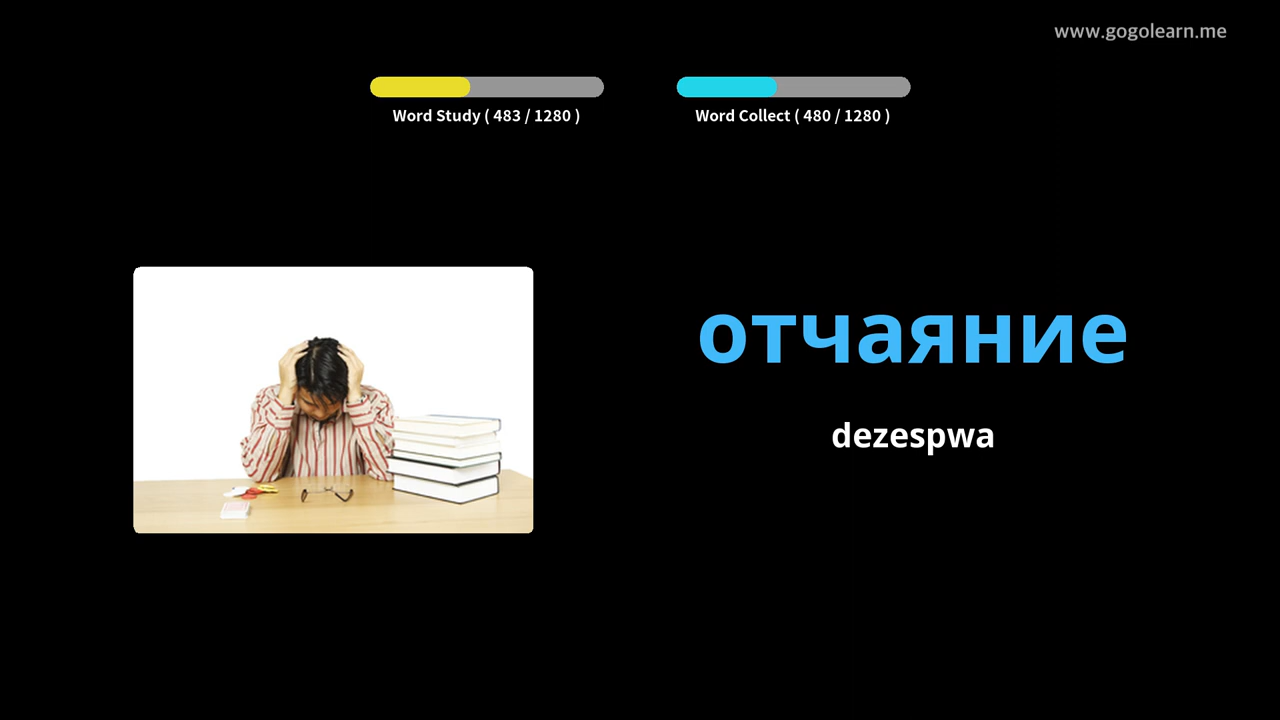 www.gogolearn.me
Word Study ( 483 / 1280 )
Word Collect ( 480 / 1280 )
отчаяние
dezespwa